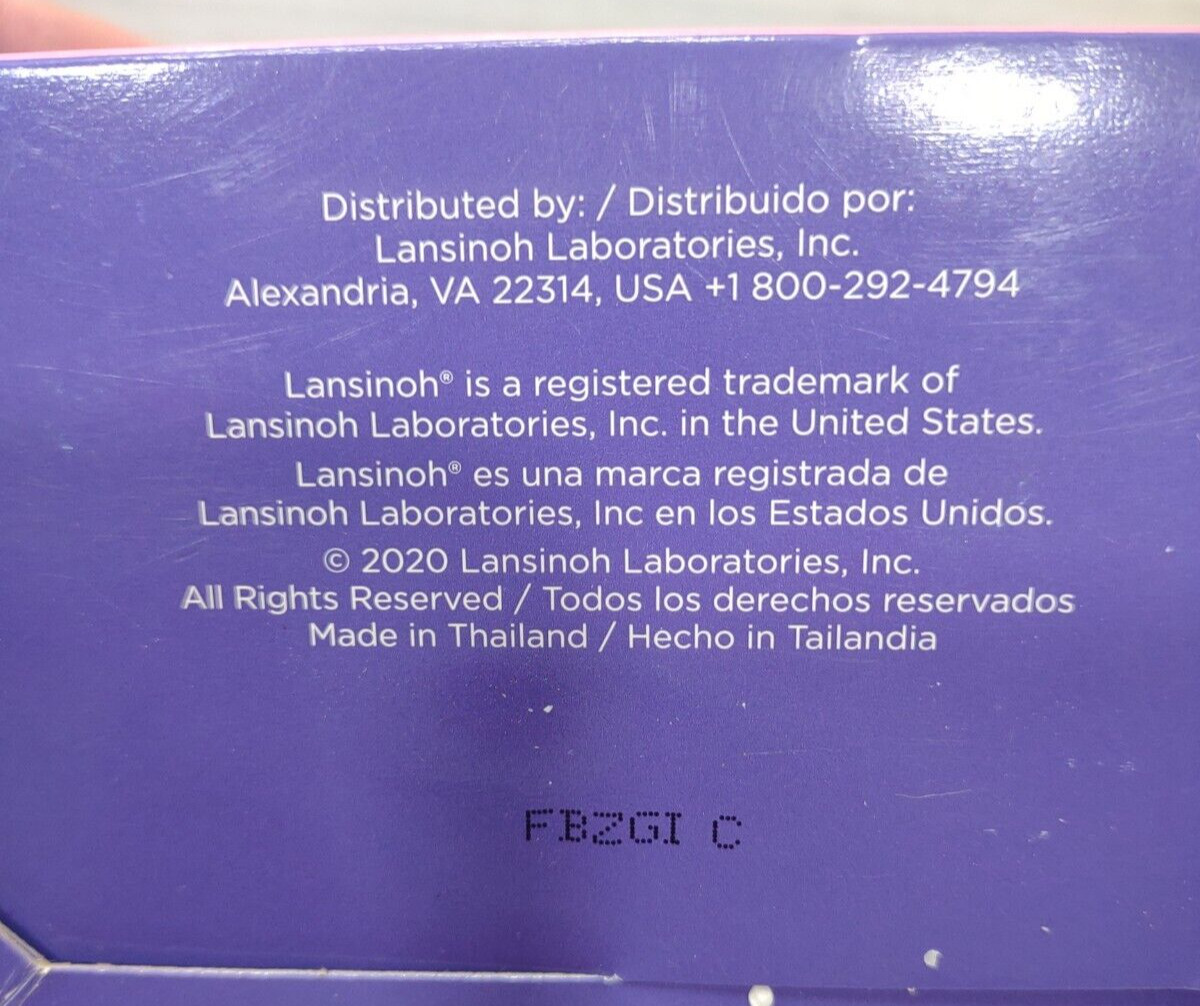 Distributed by: / Distribuido por:
Lansinoh Laboratories, Inc.
Alexandria, VA 22314, USA +1 800-292-4794
Lansinoh® is a registered trademark of
Lansinoh Laboratories, Inc. in the United States.
Lansinoh® es una marca registrada de
Lansinoh Laboratories, Inc en los Estados Unidos.
© 2020 Lansinoh Laboratories, Inc.
All Rights Reserved / Todos los derechos reservados
Made in Thailand / Hecho in Tailandia
FBZGI C